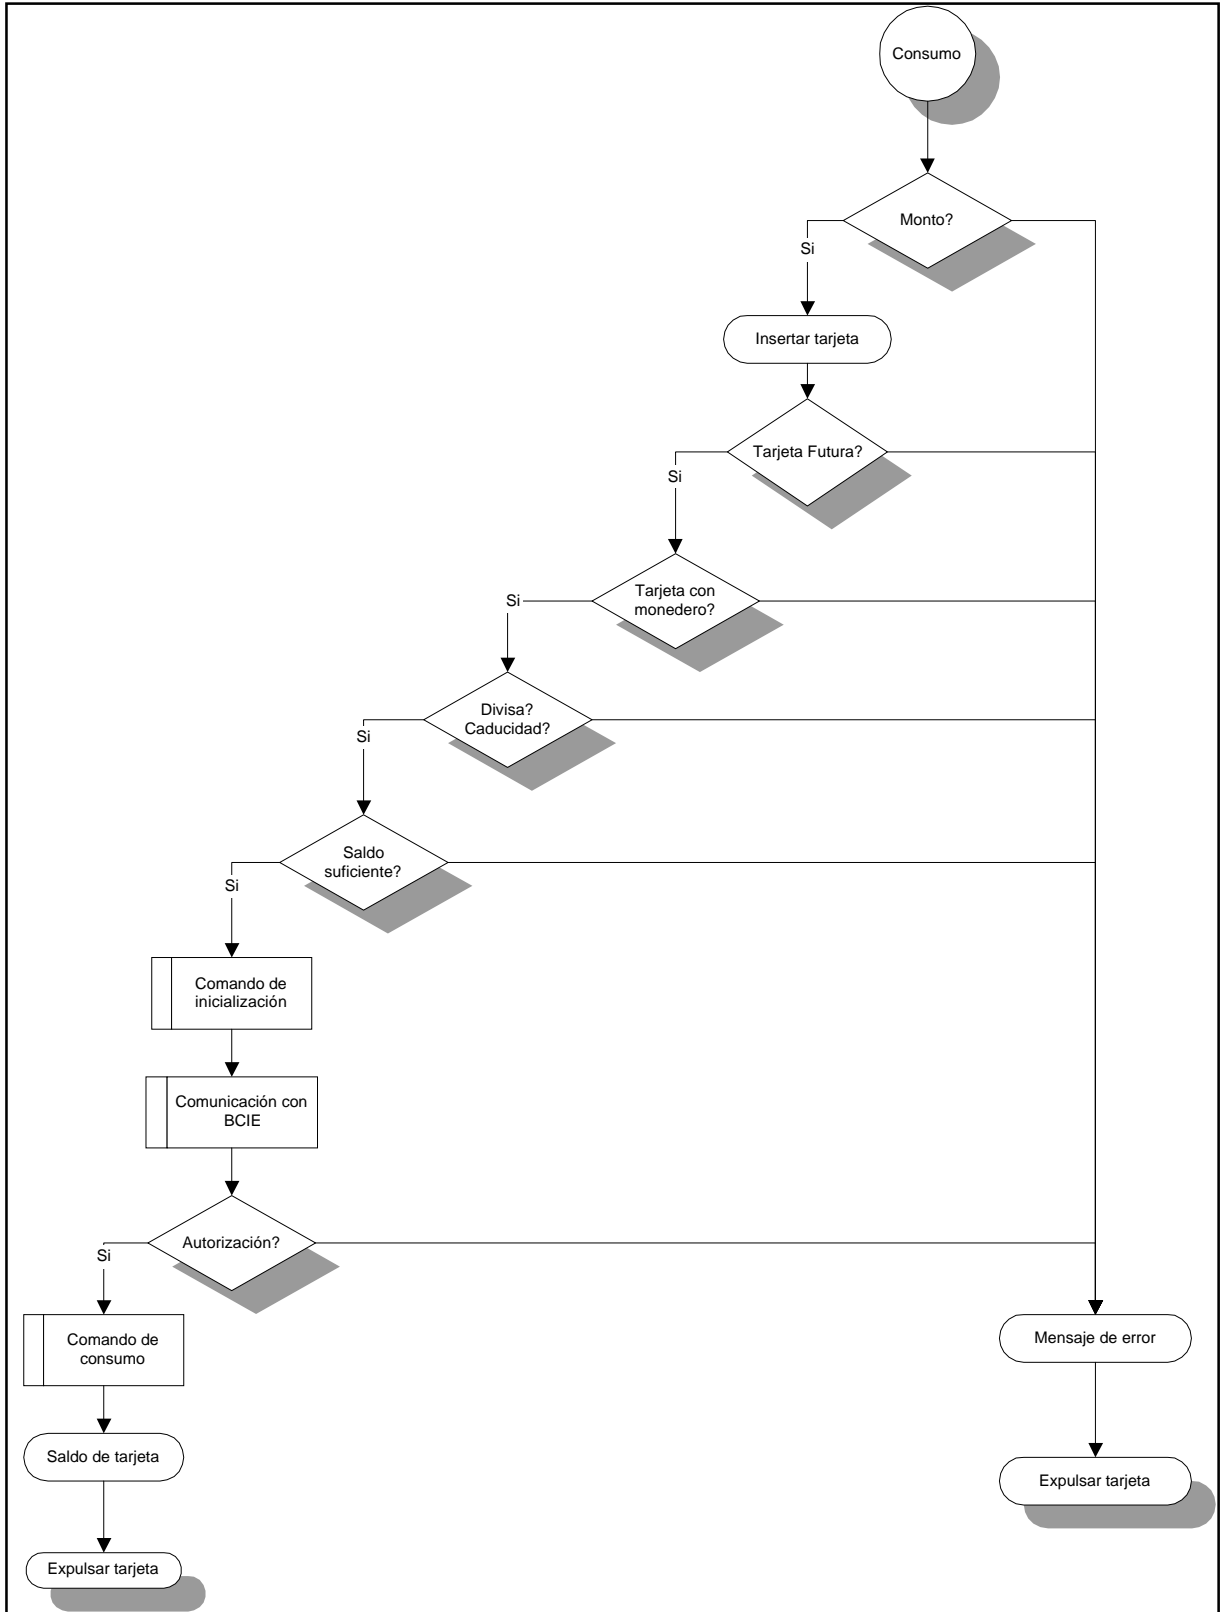 Consumo
Monto?
Si
Insertar tarjeta
Tarjeta Futura?
Si
Tarjeta con
monedero?
Si
Divisa?
Caducidad?
Si
Saldo
suficiente?
Si
Comando de
inicialización
Comunicación con
BCIE
Autorización?
Si
Comando de
consumo
Mensaje de error
Saldo de tarjeta
Expulsar tarjeta
Expulsar tarjeta